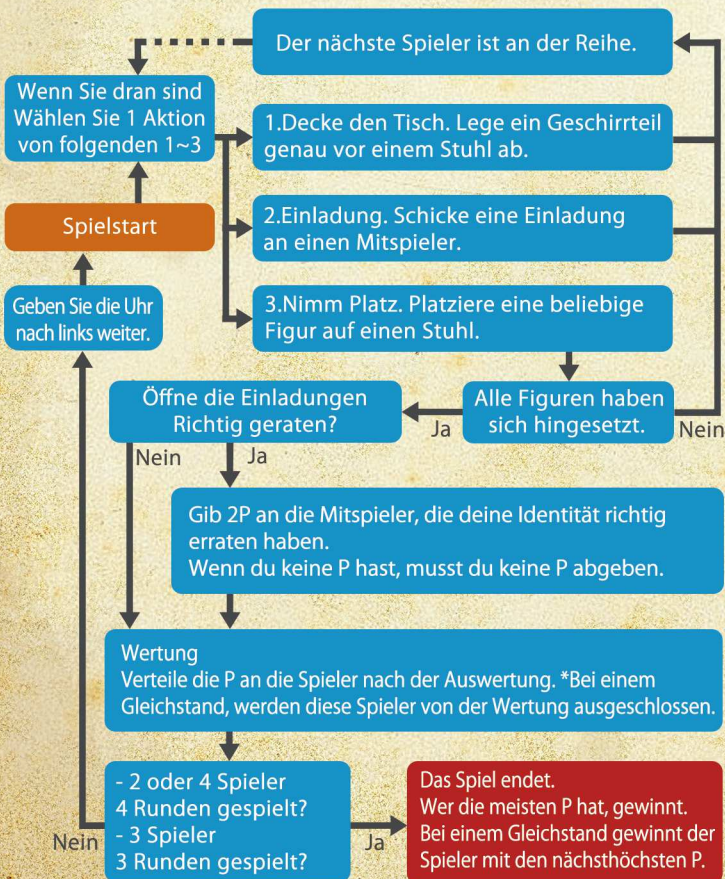 Der nächste Spieler ist an der Reihe.
Wenn Sie dran sind
Wählen Sie 1 Aktion
von folgenden 1~3
1.Decke den Tisch. Lege ein Geschirrteil
genau vor einem Stuhl ab.
Spielstart
2.Einladung. Schicke eine Einladung
an einen Mitspieler.
Geben Sie die Uhr
nach links weiter.
3.Nimm Platz. Platziere eine beliebige
Figur auf einen Stuhl.
Öffne die Einladungen
Richtig geraten?
Ja
Alle Figuren haben
sich hingesetzt.
Nein
Nein
Ja
Gib 2P an die Mitspieler, die deine Identität richtig
erraten haben.
Wenn du keine P hast, musst du keine P abgeben.
Wertung
Verteile die P an die Spieler nach der Auswertung. *Bei einem
Gleichstand, werden diese Spieler von der Wertung ausgeschlossen.
Nein
- 2 oder 4 Spieler
4 Runden gespielt?
- 3 Spieler
3 Runden gespielt?
Ja
Das Spiel endet.
Wer die meisten P hat, gewinnt.
Bei einem Gleichstand gewinnt der
Spieler mit den nächsthöchsten P.